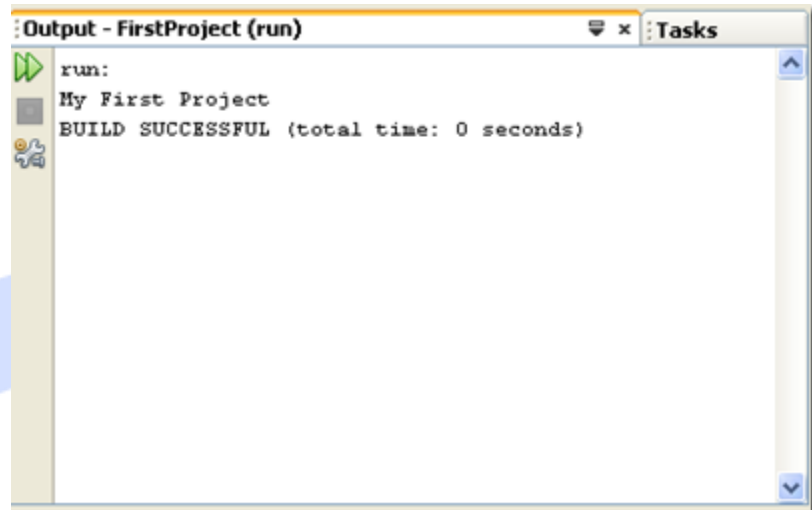 Output - FirstProject (run)
Tasks
run:
My First Project
BUILD SUCCESSFUL (total time: 0 seconds)